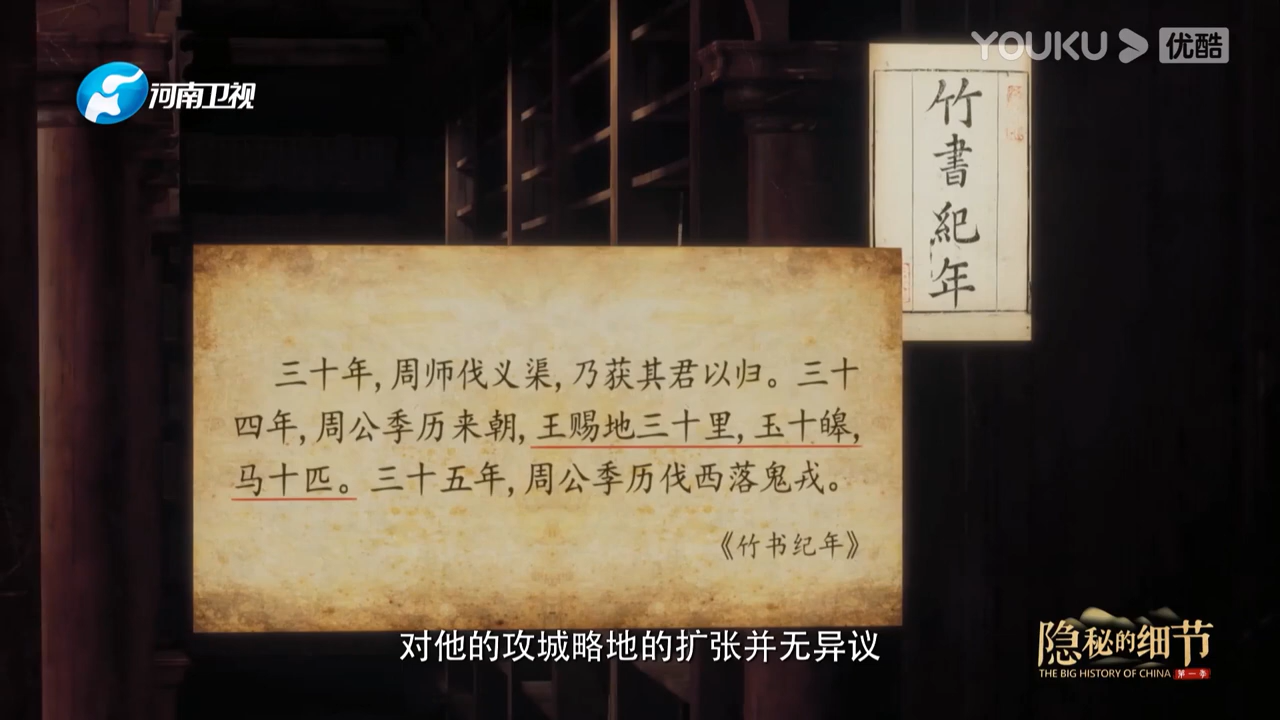 河南卫视
YOUKU 优酷
竹書紀年
三十年,周师伐义渠,乃获其君以归。三十
四年,周公季历来朝,王赐地三十里,玉十皞,
马十匹。三十五年,周公季历伐西落鬼戎。
《竹书纪年》
对他的攻城略地的扩张并无异议
隐秘的细节
THE BIG HISTORY OF CHINA 第一季